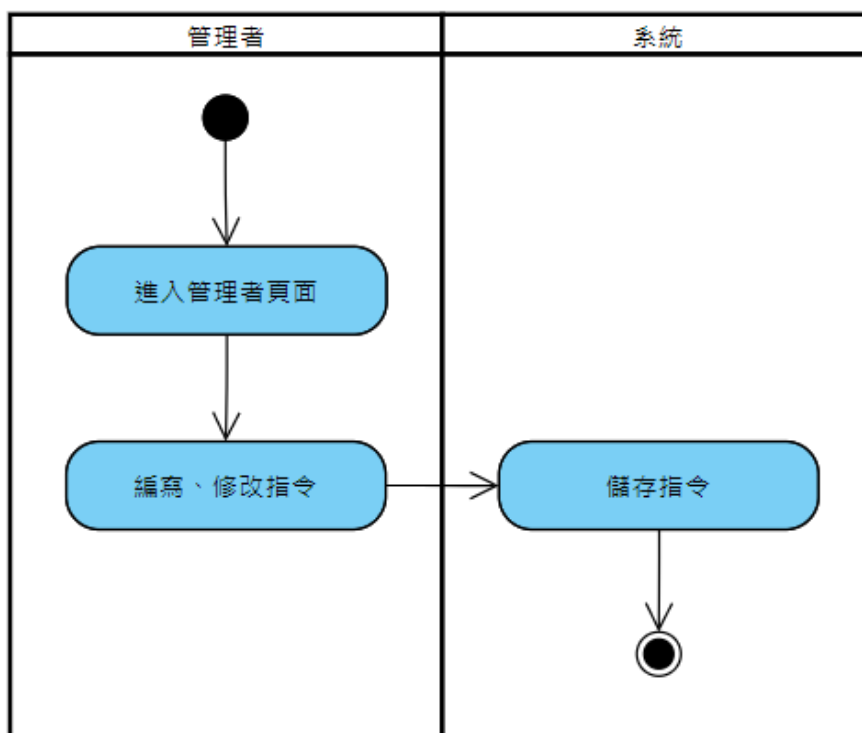 管理者
系統
進入管理者頁面
編寫、修改指令
儲存指令